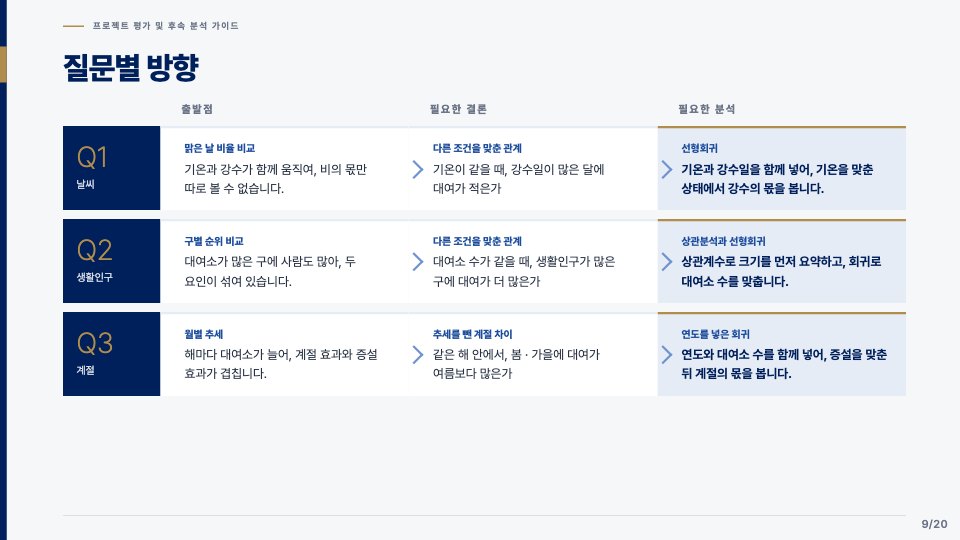 프로젝트 평가 및 후속 분석 가이드
질문별 방향
출발점
필요한 결론
필요한 분석
Q1
날씨
맑은 날 비율 비교
기온과 강수가 함께 움직여, 비의 몫만
따로 볼 수 없습니다.
다른 조건을 맞춘 관계
기온이 같을 때, 강수일이 많은 달에
대여가 적은가
선형회귀
기온과 강수일을 함께 넣어, 기온을 맞춘
상태에서 강수의 몫을 봅니다.
Q2
생활인구
구별 순위 비교
대여소가 많은 구에 사람도 많아, 두
요인이 섞여 있습니다.
다른 조건을 맞춘 관계
대여소 수가 같을 때, 생활인구가 많은
구에 대여가 더 많은가
상관분석과 선형회귀
상관계수로 크기를 먼저 요약하고, 회귀로
대여소 수를 맞춥니다.
Q3
계절
월별 추세
해마다 대여소가 늘어, 계절 효과와 증설
효과가 겹칩니다.
추세를 뺀 계절 차이
같은 해 안에서, 봄 · 가을에 대여가
여름보다 많은가
연도를 넣은 회귀
연도와 대여소 수를 함께 넣어, 증설을 맞춘
뒤 계절의 몫을 봅니다.
9/20